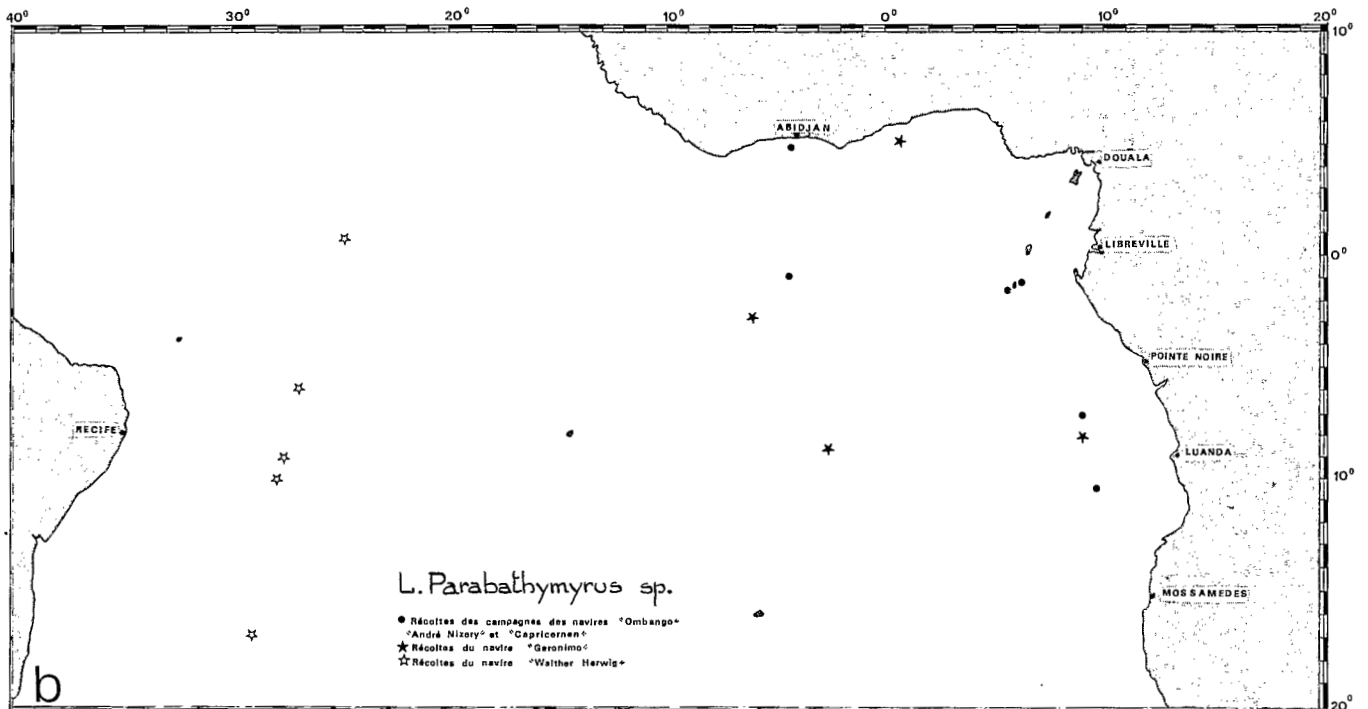 40° 30° 20° 10° 0° 10° 20°
10°
ABIDJAN
DOUALA
LIBREVILLE
0°
POINTE NOIRE
RECIFE
LUANDA
10°
L. Parabathymyrus sp.
MOSSAMEDES
Récoltes des campagnes des navires "Ombango"
"André Nizery" et "Capricornen"
Récoltes du navire "Geronimo"
Récoltes du navire "Walther Herwig"
b
20°